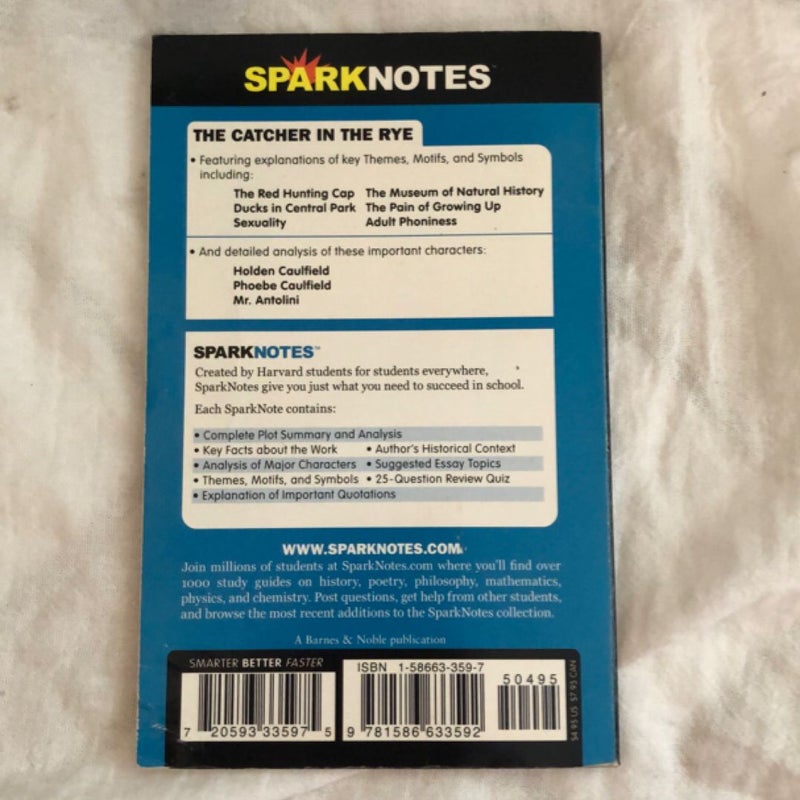 SPARKNOTES
THE CATCHER IN THE RYE
• Featuring explanations of key Themes, Motifs, and Symbols
including:
The Red Hunting Cap The Museum of Natural History
Ducks in Central Park The Pain of Growing Up
Sexuality Adult Phoniness
• And detailed analysis of these important characters:
Holden Caulfield
Phoebe Caulfield
Mr. Antolini
SPARKNOTES™
Created by Harvard students for students everywhere,
SparkNotes give you just what you need to succeed in school.
Each SparkNote contains:
• Complete Plot Summary and Analysis
• Key Facts about the Work • Author's Historical Context
• Analysis of Major Characters • Suggested Essay Topics
• Themes, Motifs, and Symbols • 25-Question Review Quiz
• Explanation of Important Quotations
WWW.SPARKNOTES.COM
Join millions of students at SparkNotes.com where you'll find over
1000 study guides on history, poetry, philosophy, mathematics,
physics, and chemistry. Post questions, get help from other students,
and browse the most recent additions to the SparkNotes collection.
A Barnes & Noble publication
SMARTER BETTER FASTER
7 20593 33597 5
ISBN 1-58663-359-7
50495
9 781586 633592
$4.95 US $7.95 CAN